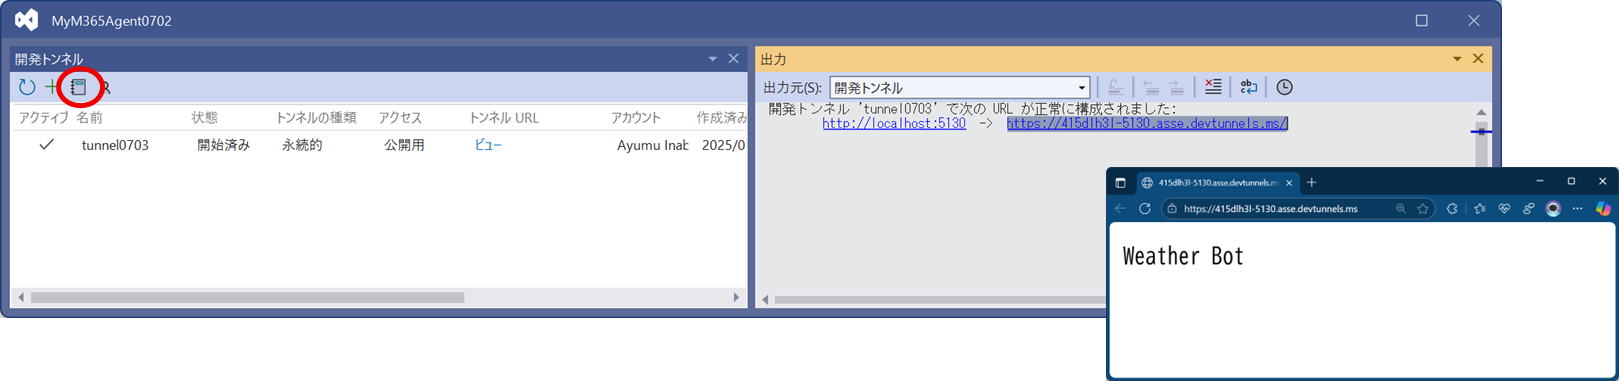 MyM365Agent0702
開発トンネル
アクティブ 名前 状態 トンネルの種類 アクセス トンネル URL アカウント 作成済み
tunnel0703 開始済み 永続的 公開用 ビュー Ayumu Inab 2025/0
出力
出力元(S): 開発トンネル
開発トンネル 'tunnel0703' で次の URL が正常に構成されました:
http://localhost:5130 -> https://415dlh3l-5130.asse.devtunnels.ms/
415dlh3l-5130.asse.devtunnels.m
https://415dlh3l-5130.asse.devtunnels.ms
Weather Bot